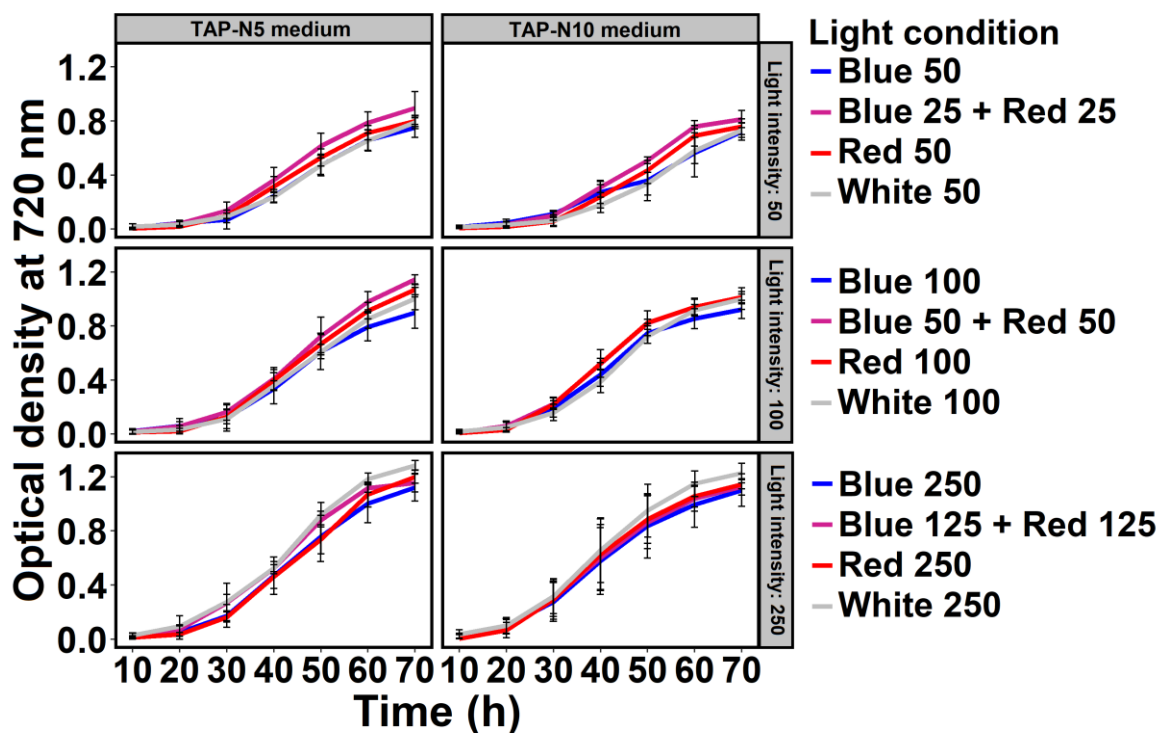 TAP-N5 medium
TAP-N10 medium
Optical density at 720 nm
1.2
0.8
0.4
0.0
Light intensity: 50
1.2
0.8
0.4
0.0
Light intensity: 100
1.2
0.8
0.4
0.0
Light intensity: 250
10 20 30 40 50 60 70
10 20 30 40 50 60 70
Time (h)
Light condition
Blue 50
Blue 25 + Red 25
Red 50
White 50
Blue 100
Blue 50 + Red 50
Red 100
White 100
Blue 250
Blue 125 + Red 125
Red 250
White 250